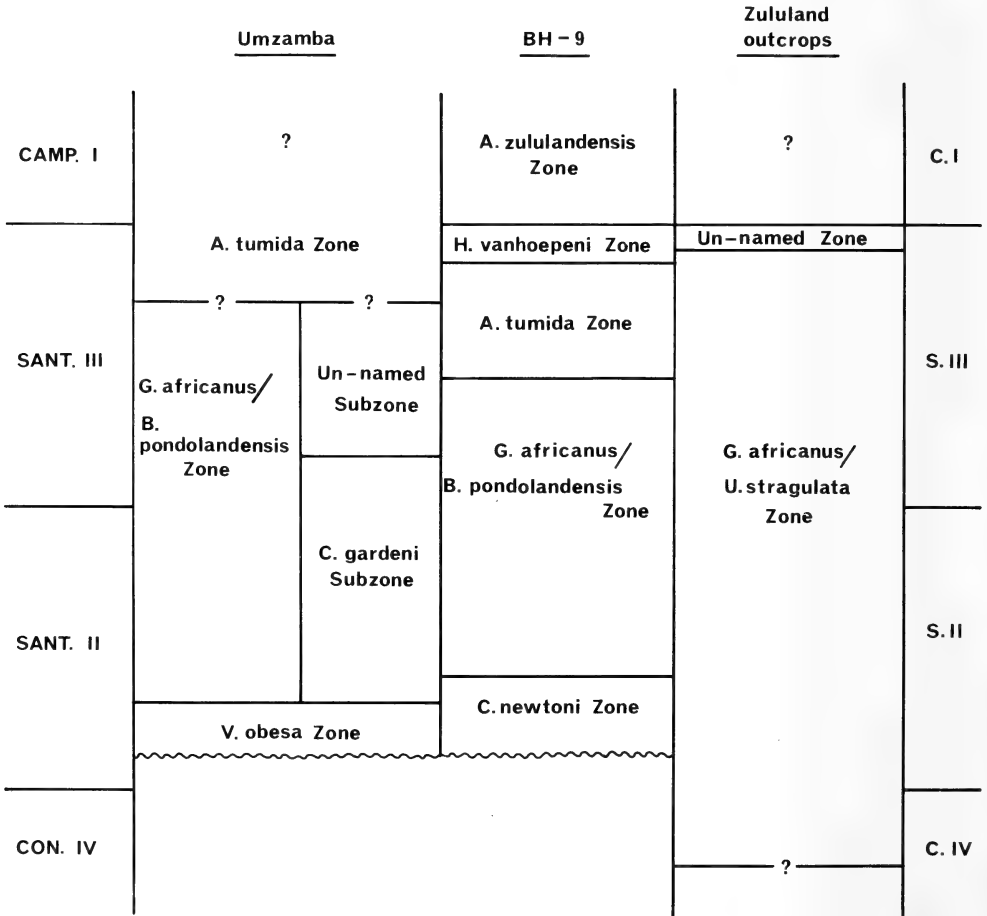 Umzamba
BH-9
Zululand
outcrops
CAMP. I
?
A. zululandensis
Zone
?
C. I
A. tumida Zone
H. vanhoepeni Zone
Un-named Zone
? ?
A. tumida Zone
SANT. III
G. africanus/
B.
pondolandensis
Zone
Un-named
Subzone
G. africanus/
B. pondolandensis
Zone
G. africanus/
U. stragulata
Zone
S. III
C. gardeni
Subzone
SANT. II
S. II
V. obesa Zone
C. newtoni Zone
CON. IV
?
C. IV